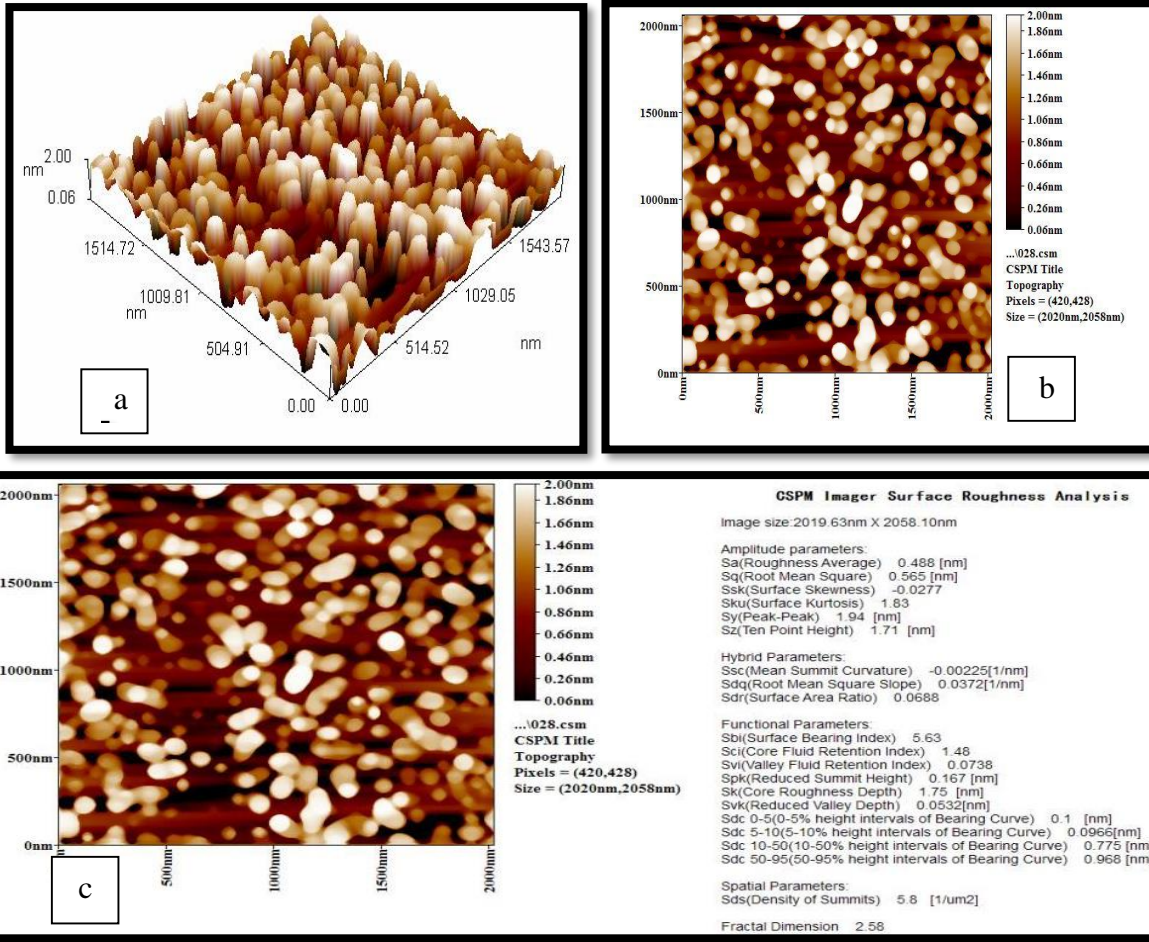 2.00
nm
0.06
1514.72
1009.81
nm
504.91
0.00
0.00
514.52
1029.05
1543.57
nm
a
2000nm
1500nm
1000nm
500nm
0nm
0nm
500nm
1000nm
1500nm
2000nm
2.00nm
1.86nm
1.66nm
1.46nm
1.26nm
1.06nm
0.86nm
0.66nm
0.46nm
0.26nm
0.06nm
...\028.csm
CSPM Title
Topography
Pixels = (420,428)
Size = (2020nm,2058nm)
b
2000nm
1500nm
1000nm
500nm
0nm
500nm
1000nm
1500nm
2000nm
2.00nm
1.86nm
1.66nm
1.46nm
1.26nm
1.06nm
0.86nm
0.66nm
0.46nm
0.26nm
0.06nm
...\028.csm
CSPM Title
Topography
Pixels = (420,428)
Size = (2020nm,2058nm)
c
CSPM Imager Surface Roughness Analysis
Image size:2019.63nm X 2058.10nm
Amplitude parameters:
Sa(Roughness Average) 0.488 [nm]
Sq(Root Mean Square) 0.565 [nm]
Ssk(Surface Skewness) -0.0277
Sku(Surface Kurtosis) 1.83
Sy(Peak-Peak) 1.94 [nm]
Sz(Ten Point Height) 1.71 [nm]
Hybrid Parameters:
Ssc(Mean Summit Curvature) -0.00225[1/nm]
Sdq(Root Mean Square Slope) 0.0372[1/nm]
Sdr(Surface Area Ratio) 0.0688
Functional Parameters:
Sbi(Surface Bearing Index) 5.63
Sci(Core Fluid Retention Index) 1.48
Svi(Valley Fluid Retention Index) 0.0738
Spk(Reduced Summit Height) 0.167 [nm]
Sk(Core Roughness Depth) 1.75 [nm]
Svk(Reduced Valley Depth) 0.0532[nm]
Sdc 0-5(0-5% height intervals of Bearing Curve) 0.1 [nm]
Sdc 5-10(5-10% height intervals of Bearing Curve) 0.0966[nm]
Sdc 10-50(10-50% height intervals of Bearing Curve) 0.775 [nm
Sdc 50-95(50-95% height intervals of Bearing Curve) 0.968 [nm
Spatial Parameters:
Sds(Density of Summits) 5.8 [1/um2]
Fractal Dimension 2.58